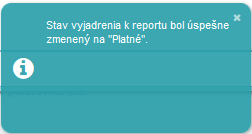 Stav vyjadrenia k reportu bol úspešne
zmenený na "Platné".